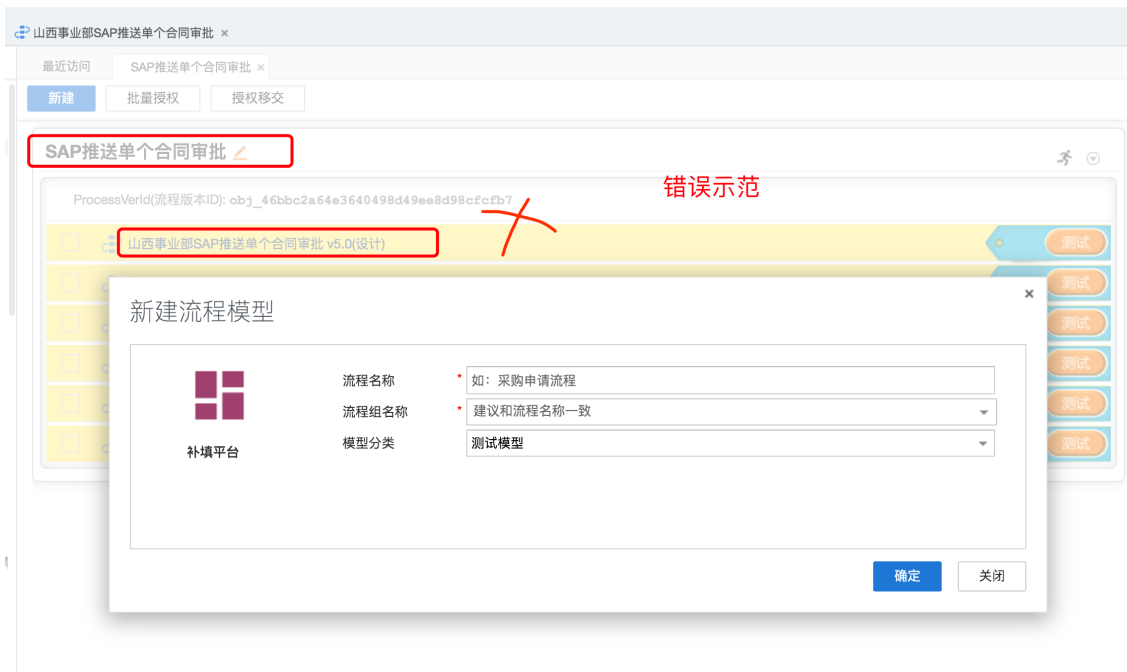 山西事业部SAP推送单个合同审批 ×
最近访问 SAP推送单个合同审批 ×
新建 批量授权 授权移交
SAP推送单个合同审批
错误示范
ProcessVerId(流程版本ID): obj_46bbc2a64e3640498d49ee8d98cfcfb7
山西事业部SAP推送单个合同审批 v5.0(设计) 测试
测试
新建流程模型 ×
测试
测试
测试
测试
流程名称 * 如：采购申请流程
流程组名称 * 建议和流程名称一致
模型分类 测试模型
补填平台
确定 关闭